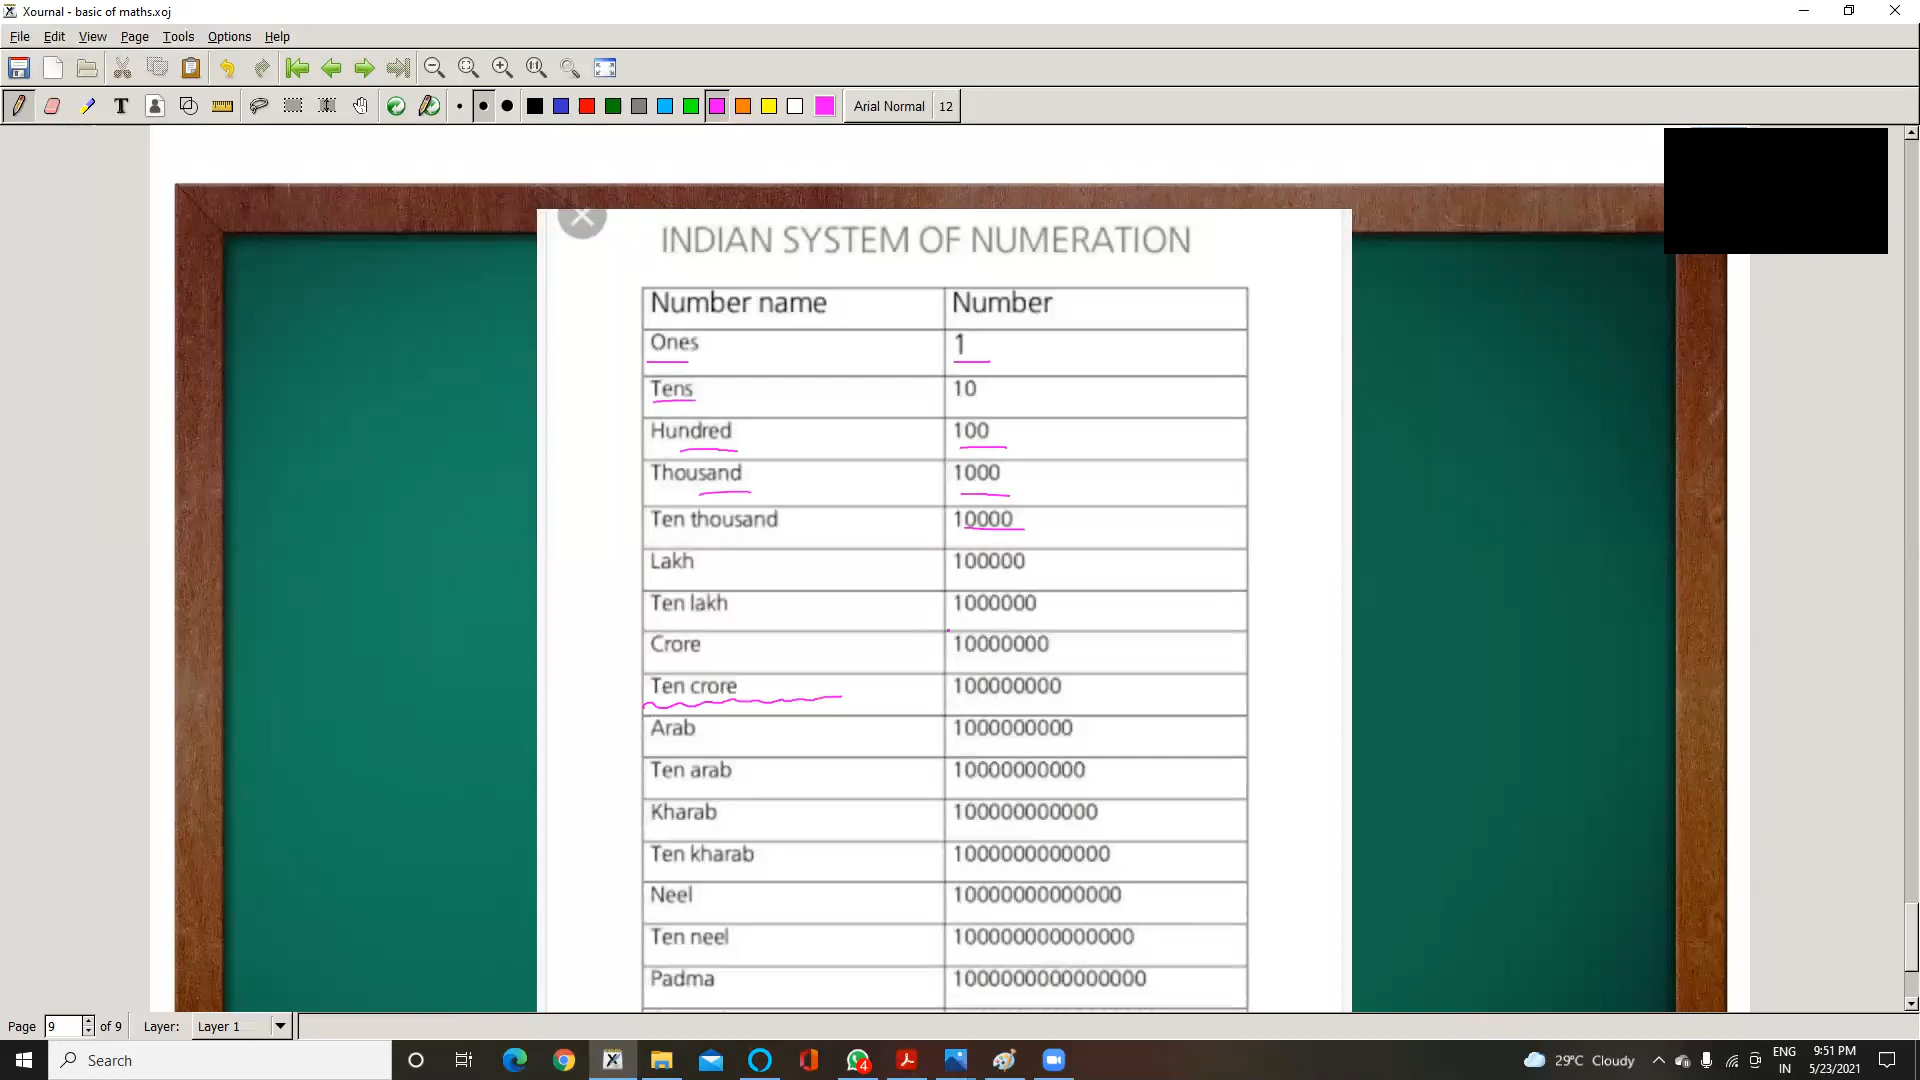 Xournal - basic of maths.xoj
File Edit View Page Tools Options Help
Arial Normal 12
INDIAN SYSTEM OF NUMERATION
Number name Number
Ones 1
Tens 10
Hundred 100
Thousand 1000
Ten thousand 10000
Lakh 100000
Ten lakh 1000000
Crore 10000000
Ten crore 100000000
Arab 1000000000
Ten arab 10000000000
Kharab 100000000000
Ten kharab 1000000000000
Neel 10000000000000
Ten neel 100000000000000
Padma 1000000000000000
Page 9 of 9 Layer: Layer 1
Search 4 29°C Cloudy ENG 9:51 PM
IN 5/23/2021